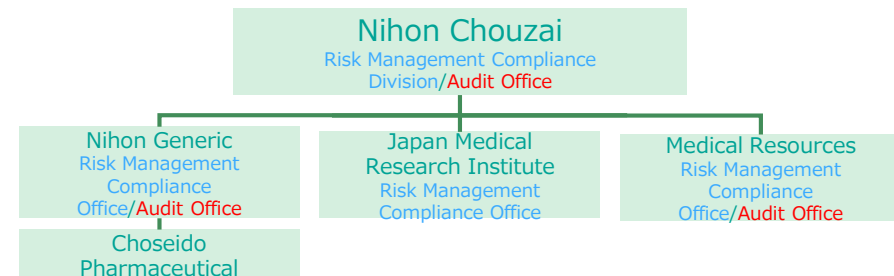 Nihon Chouzai
Risk Management Compliance
Division/Audit Office
Nihon Generic
Risk Management
Compliance
Office/Audit Office
Japan Medical
Research Institute
Risk Management
Compliance Office
Medical Resources
Risk Management
Compliance
Office/Audit Office
Choseido
Pharmaceutical